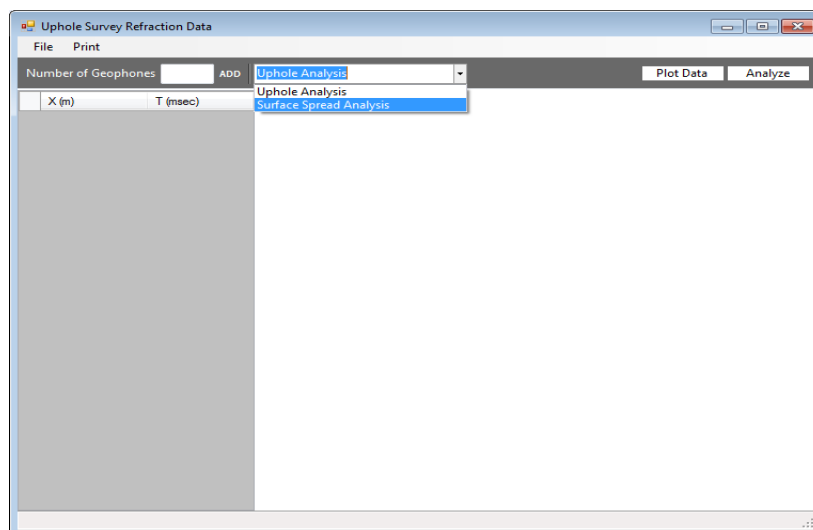 Uphole Survey Refraction Data
File Print
Number of Geophones ADD Uphole Analysis Plot Data Analyze
X (m) T (msec) Uphole Analysis
Surface Spread Analysis